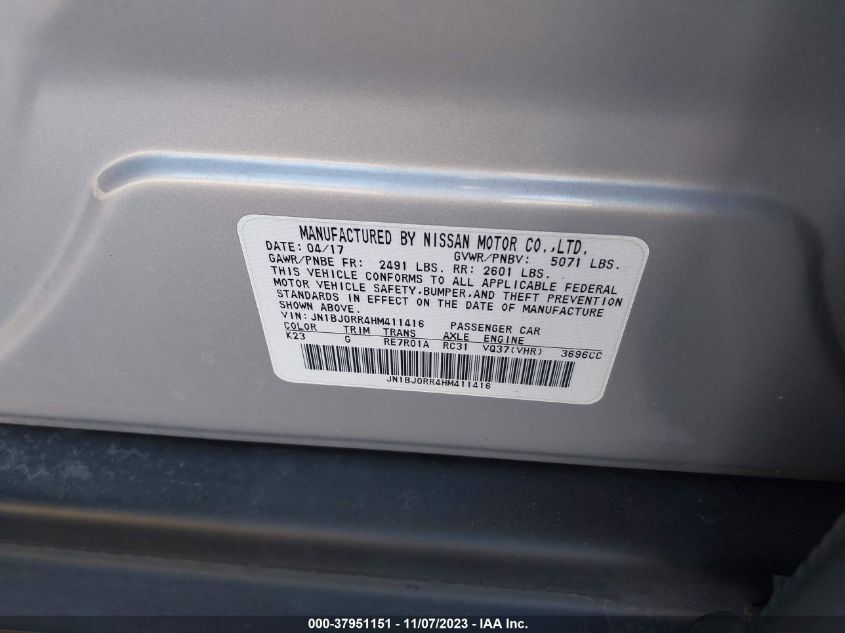 MANUFACTURED BY NISSAN MOTOR CO.,LTD.
DATE: 04/17 GVWR/PNBV: 5071 LBS.
GAWR/PNBE FR: 2491 LBS. RR: 2601 LBS.
THIS VEHICLE CONFORMS TO ALL APPLICABLE FEDERAL
MOTOR VEHICLE SAFETY,BUMPER,AND THEFT PREVENTION
STANDARDS IN EFFECT ON THE DATE OF MANUFACTURE
SHOWN ABOVE.
VIN: JN1BJ0RR4HM411416 PASSENGER CAR
COLOR TRIM TRANS AXLE ENGINE
K23 G RE7R01A RC31 VQ37(VHR) 3696CC
JN1BJ0RR4HM411416
000-37951151 - 11/07/2023 - IAA Inc.